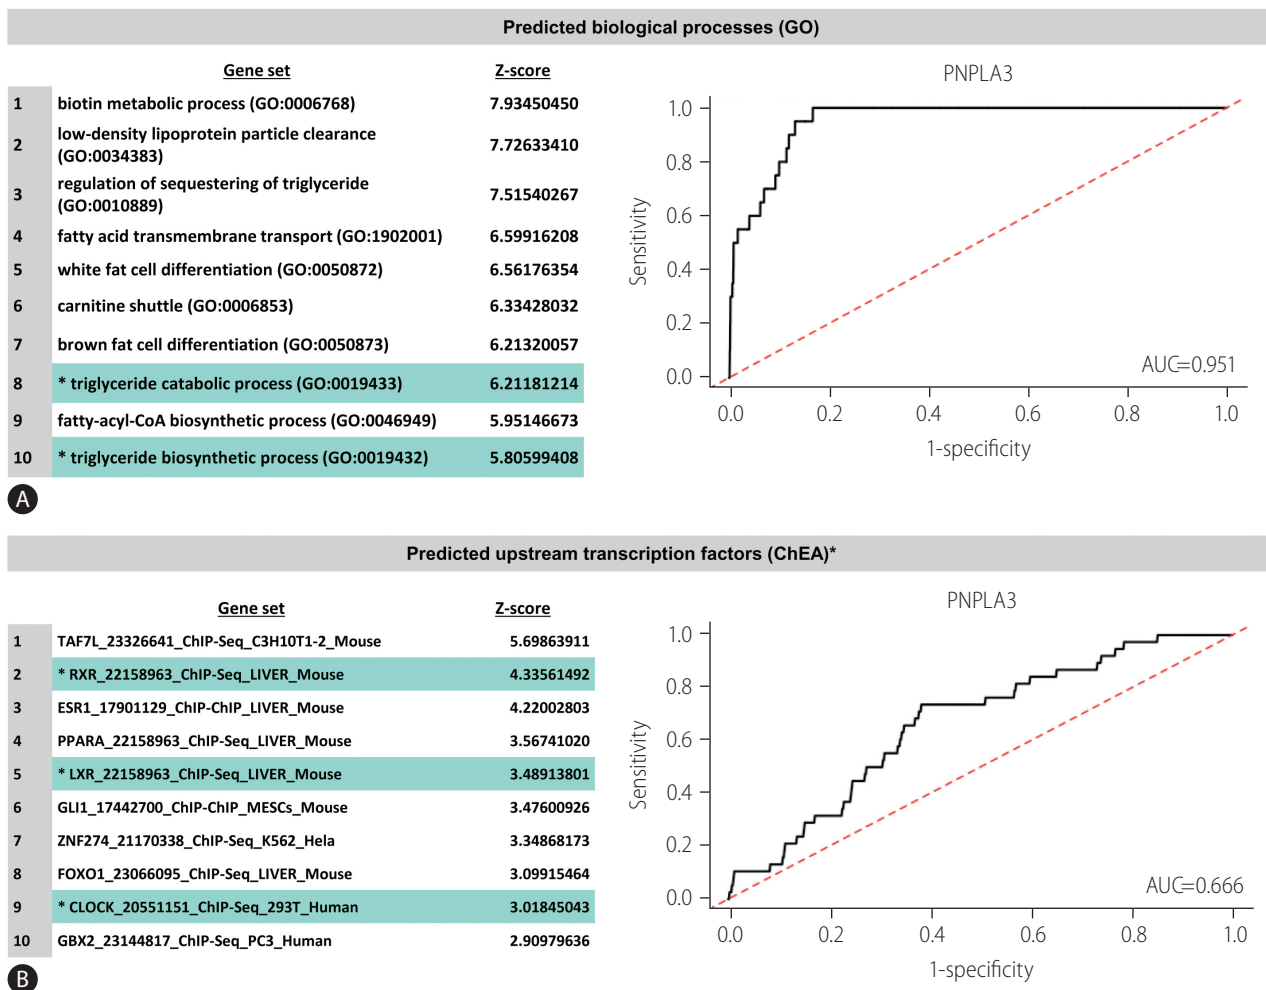 Predicted biological processes (GO)
Gene set Z-score
1 biotin metabolic process (GO:0006768) 7.93450450
2 low-density lipoprotein particle clearance
(GO:0034383) 7.72633410
3 regulation of sequestering of triglyceride
(GO:0010889) 7.51540267
4 fatty acid transmembrane transport (GO:1902001) 6.59916208
5 white fat cell differentiation (GO:0050872) 6.56176354
6 carnitine shuttle (GO:0006853) 6.33428032
7 brown fat cell differentiation (GO:0050873) 6.21320057
8 * triglyceride catabolic process (GO:0019433) 6.21181214
9 fatty-acyl-CoA biosynthetic process (GO:0046949) 5.95146673
10 * triglyceride biosynthetic process (GO:0019432) 5.80599408
PNPLA3
1.0
0.8
0.6
0.4
0.2
0.0
Sensitivity
AUC=0.951
0.0 0.2 0.4 0.6 0.8 1.0
1-specificity
A
Predicted upstream transcription factors (ChEA)*
Gene set Z-score
1 TAF7L_23326641_ChIP-Seq_C3H10T1-2_Mouse 5.69863911
2 * RXR_22158963_ChIP-Seq_LIVER_Mouse 4.33561492
3 ESR1_17901129_ChIP-ChIP_LIVER_Mouse 4.22002803
4 PPARA_22158963_ChIP-Seq_LIVER_Mouse 3.56741020
5 * LXR_22158963_ChIP-Seq_LIVER_Mouse 3.48913801
6 GLI1_17442700_ChIP-ChIP_MESCs_Mouse 3.47600926
7 ZNF274_21170338_ChIP-Seq_K562_Hela 3.34868173
8 FOXO1_23066095_ChIP-Seq_LIVER_Mouse 3.09915464
9 * CLOCK_20551151_ChIP-Seq_293T_Human 3.01845043
10 GBX2_23144817_ChIP-Seq_PC3_Human 2.90979636
PNPLA3
1.0
0.8
0.6
0.4
0.2
0.0
Sensitivity
AUC=0.666
0.0 0.2 0.4 0.6 0.8 1.0
1-specificity
B